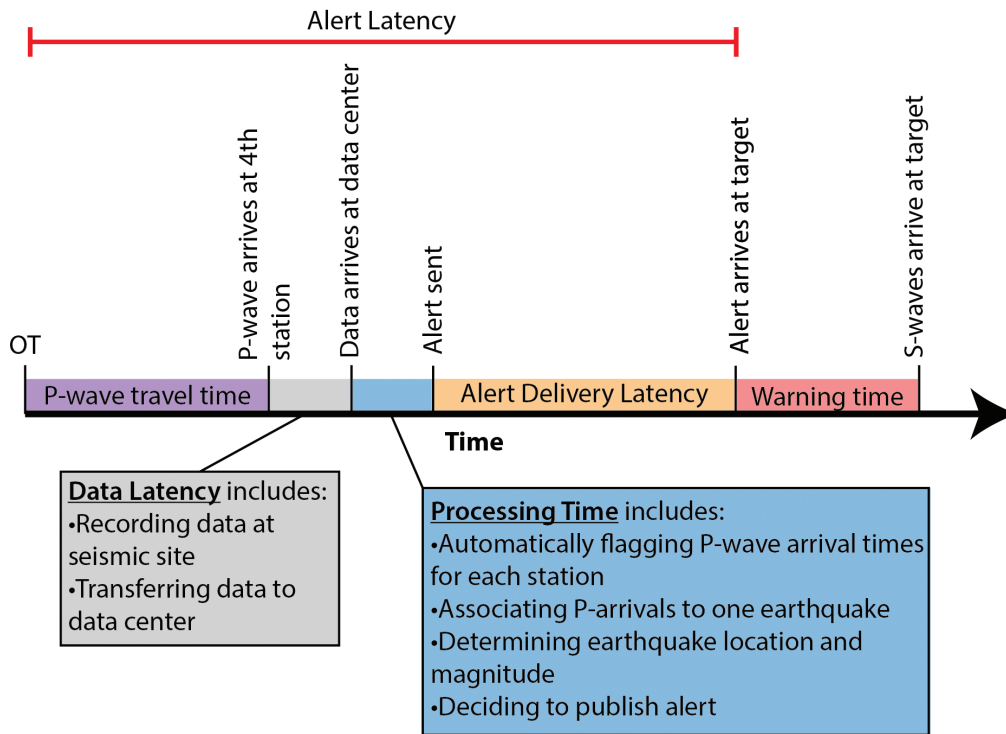 Alert Latency
OT
P-wave arrives at 4th
station
Data arrives at data center
Alert sent
Alert arrives at target
S-waves arrive at target
P-wave travel time
Alert Delivery Latency
Warning time
Time
Data Latency includes:
•Recording data at
seismic site
•Transferring data to
data center
Processing Time includes:
•Automatically flagging P-wave arrival times
for each station
•Associating P-arrivals to one earthquake
•Determining earthquake location and
magnitude
•Deciding to publish alert